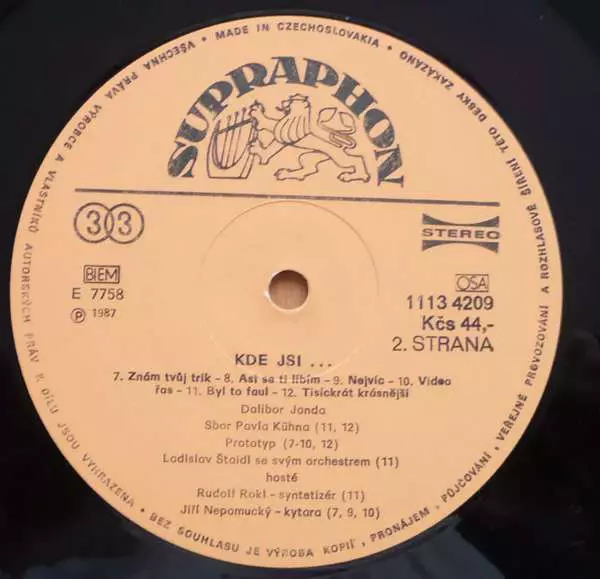 VŠECHNA PRÁVA VÝROBCE A VLASTNÍKŮ AUTORSKÝCH PRÁV K DÍLU JSOU VYHRAZENA • BEZ SOUHLASU JE VÝROBA KOPIÍ, PRONÁJEM, PŮJČOVÁNÍ, VEŘEJNÉ PROVOZOVÁNÍ A ROZHLASOVÉ ŠÍŘENÍ TÉTO DESKY ZAKÁZÁNO • MADE IN CZECHOSLOVAKIA •
SUPRAPHON
33
STEREO
BIEM
OSA
E 7758
1113 4209
℗ 1987
Kčs 44,-
2. STRANA
KDE JSI ...
7. Znám tvůj trik – 8. Asi se ti líbím – 9. Nejvíc – 10. Video
řas – 11. Byl to faul – 12. Tisíckrát krásnější
Dalibor Janda
Sbor Pavla Kühna (11, 12)
Prototyp (7-10, 12)
Ladislav Štaidl se svým orchestrem (11)
hosté
Rudolf Rokl – syntetizér (11)
Jiří Nepomucký – kytara (7, 9, 10)